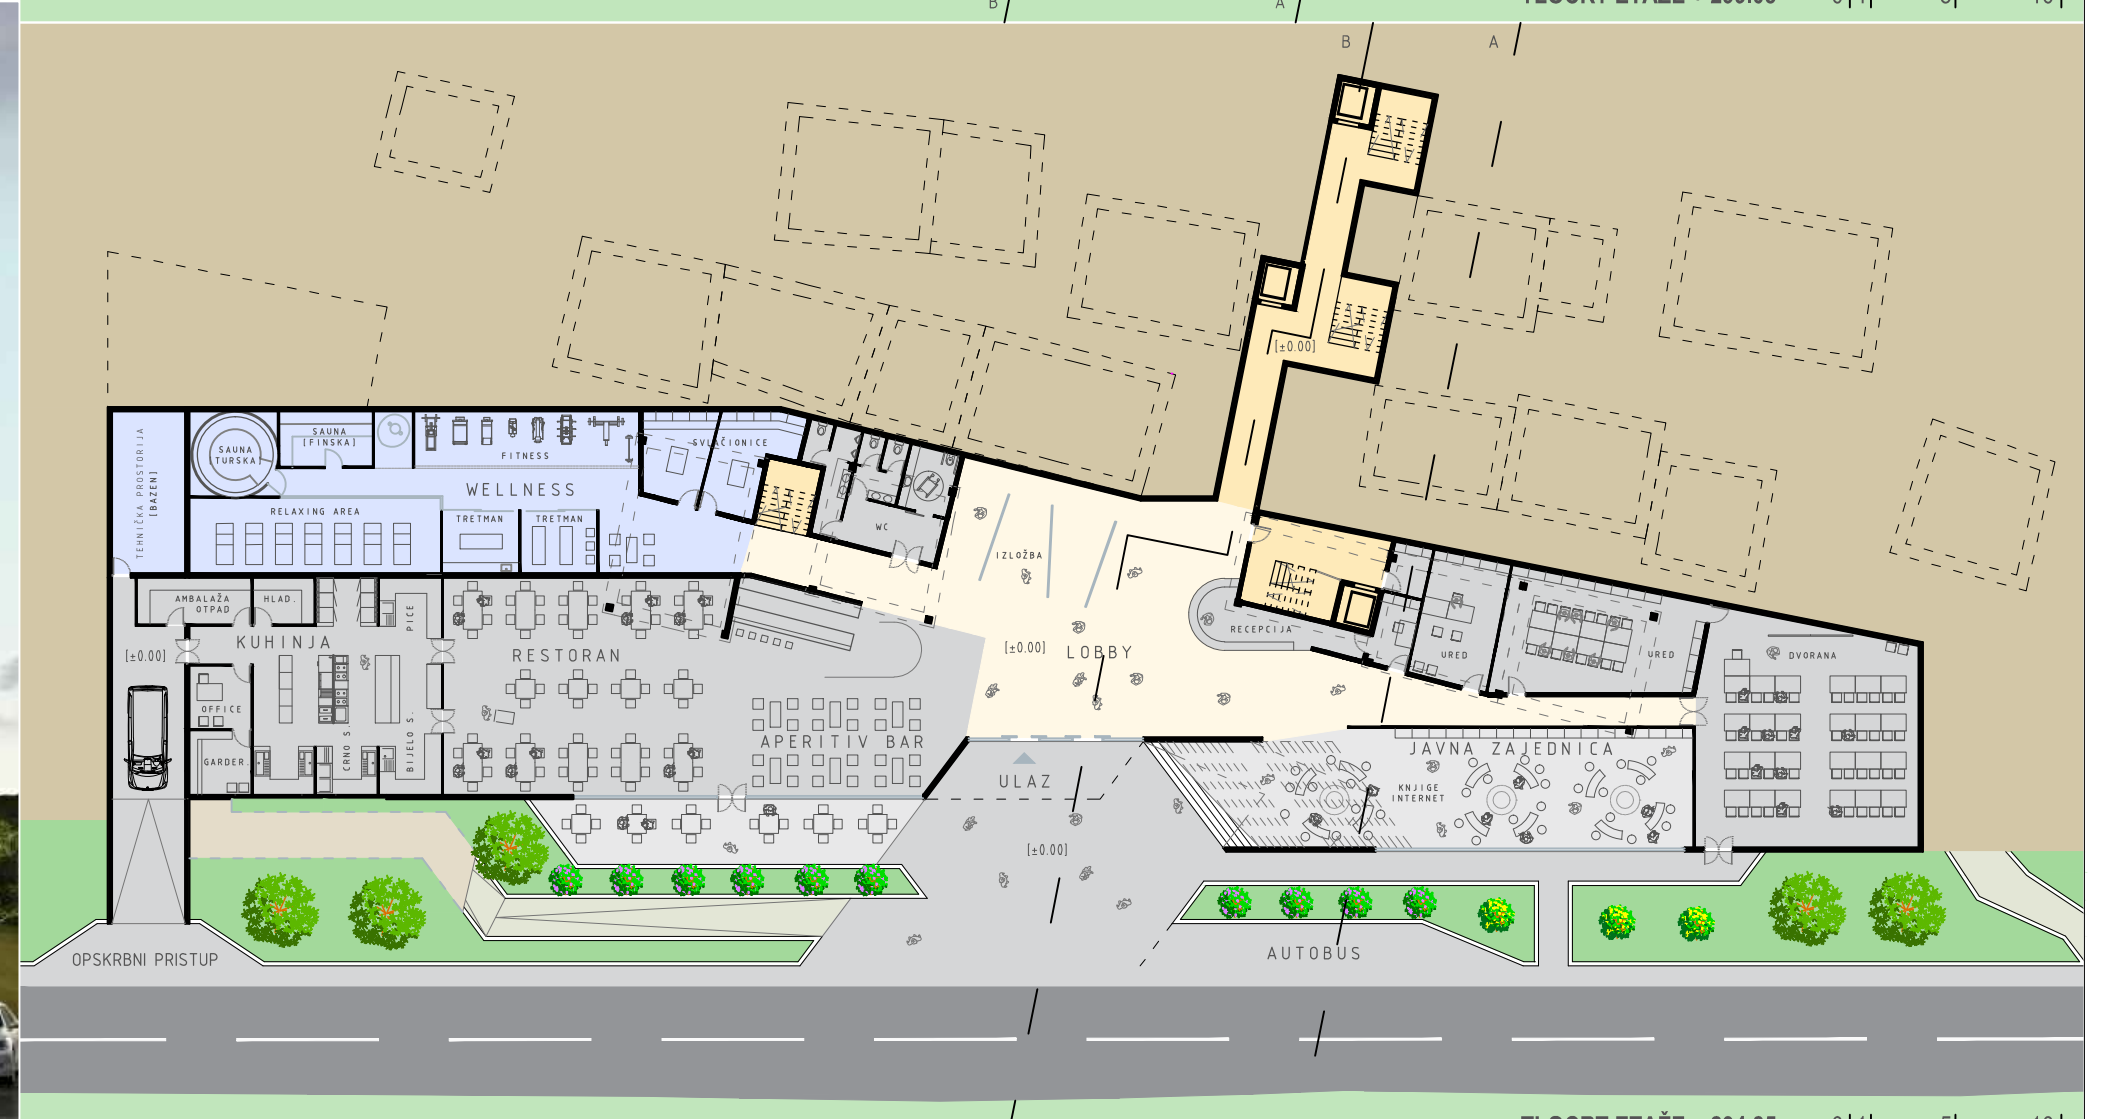 B
A
B
A
[±0.00]
TEHNIČKA PROSTORIJA
[BAZEN]
SAUNA
[TURSKA]
SAUNA
[FINSKA]
FITNESS
SVLAČIONICE
WELLNESS
RELAXING AREA
TRETMAN
TRETMAN
WC
IZLOŽBA
AMBALAŽA
OTPAD
HLAD.
PIĆE
KUHINJA
[±0.00]
RESTORAN
[±0.00]
LOBBY
RECEPCIJA
URED
URED
DVORANA
OFFICE
GARDER.
CRNO S.
BIJELO S.
APERITIV BAR
JAVNA ZAJEDNICA
KNJIGE
INTERNET
ULAZ
[±0.00]
OPSKRBNI PRISTUP
AUTOBUS